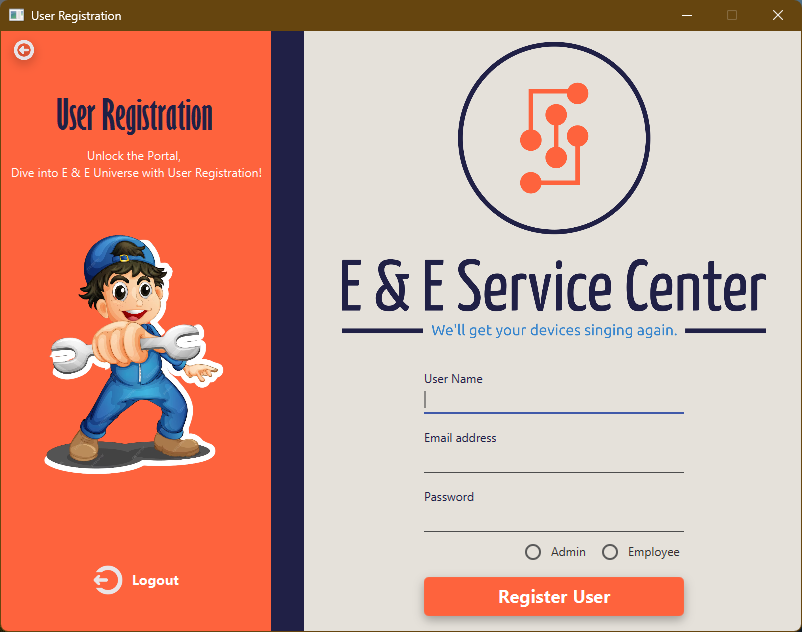 User Registration
User Registration
Unlock the Portal,
Dive into E & E Universe with User Registration!
Logout
E & E Service Center
We'll get your devices singing again.
User Name
Email address
Password
Admin
Employee
Register User